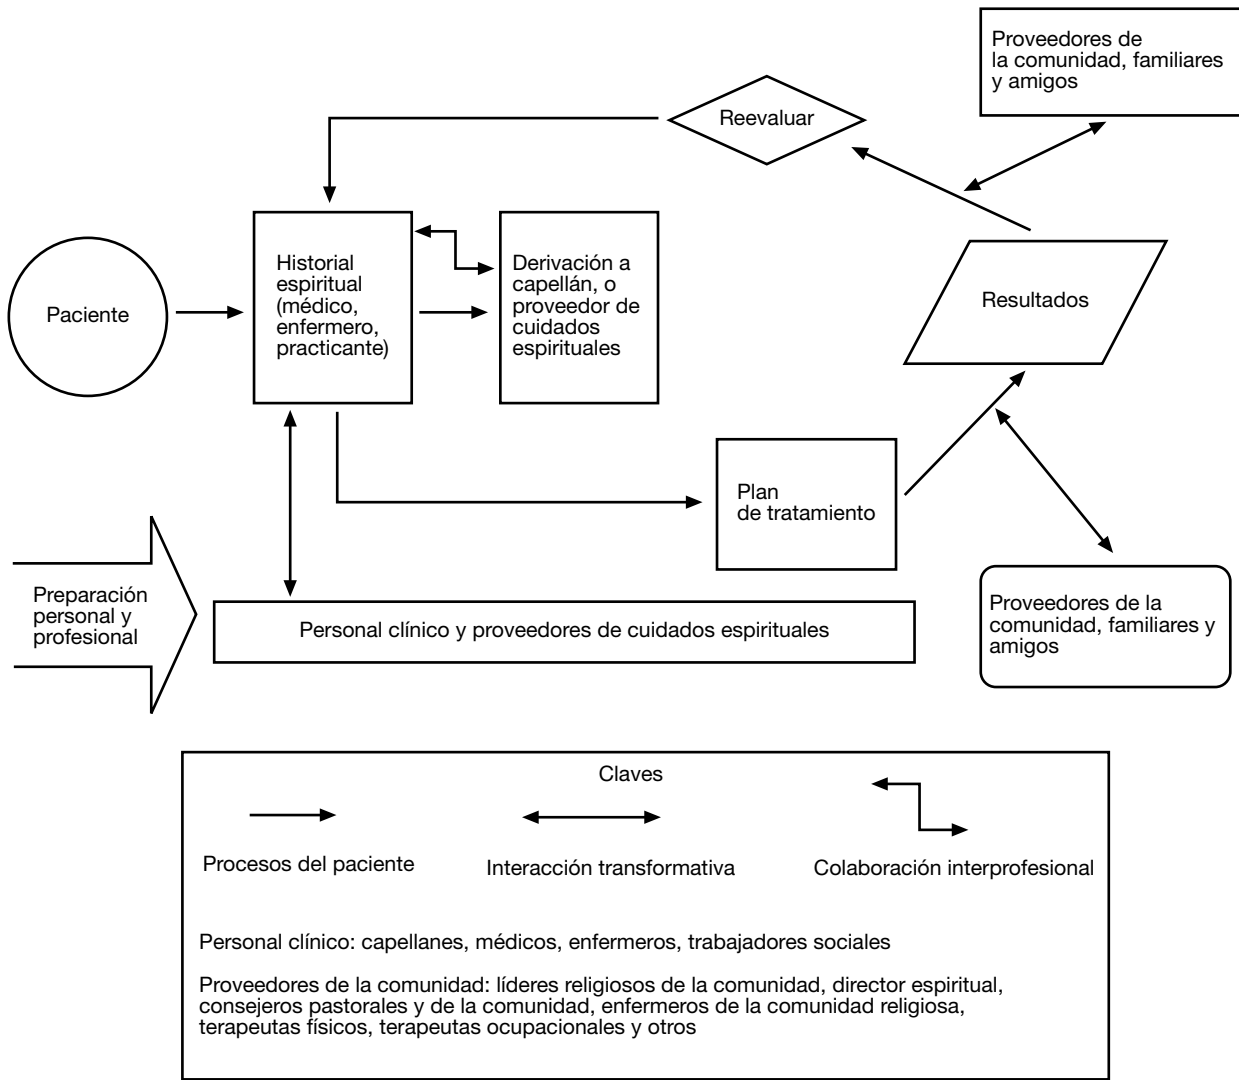 Proveedores de
la comunidad, familiares
y amigos
Reevaluar
Paciente
Historial
espiritual
(médico,
enfermero,
practicante)
Derivación a
capellán, o
proveedor de
cuidados
espirituales
Resultados
Plan
de tratamiento
Preparación
personal y
profesional
Personal clínico y proveedores de cuidados espirituales
Proveedores de la
comunidad, familiares y
amigos
Claves
Procesos del paciente
Interacción transformativa
Colaboración interprofesional
Personal clínico: capellanes, médicos, enfermeros, trabajadores sociales
Proveedores de la comunidad: líderes religiosos de la comunidad, director espiritual,
consejeros pastorales y de la comunidad, enfermeros de la comunidad religiosa,
terapeutas físicos, terapeutas ocupacionales y otros